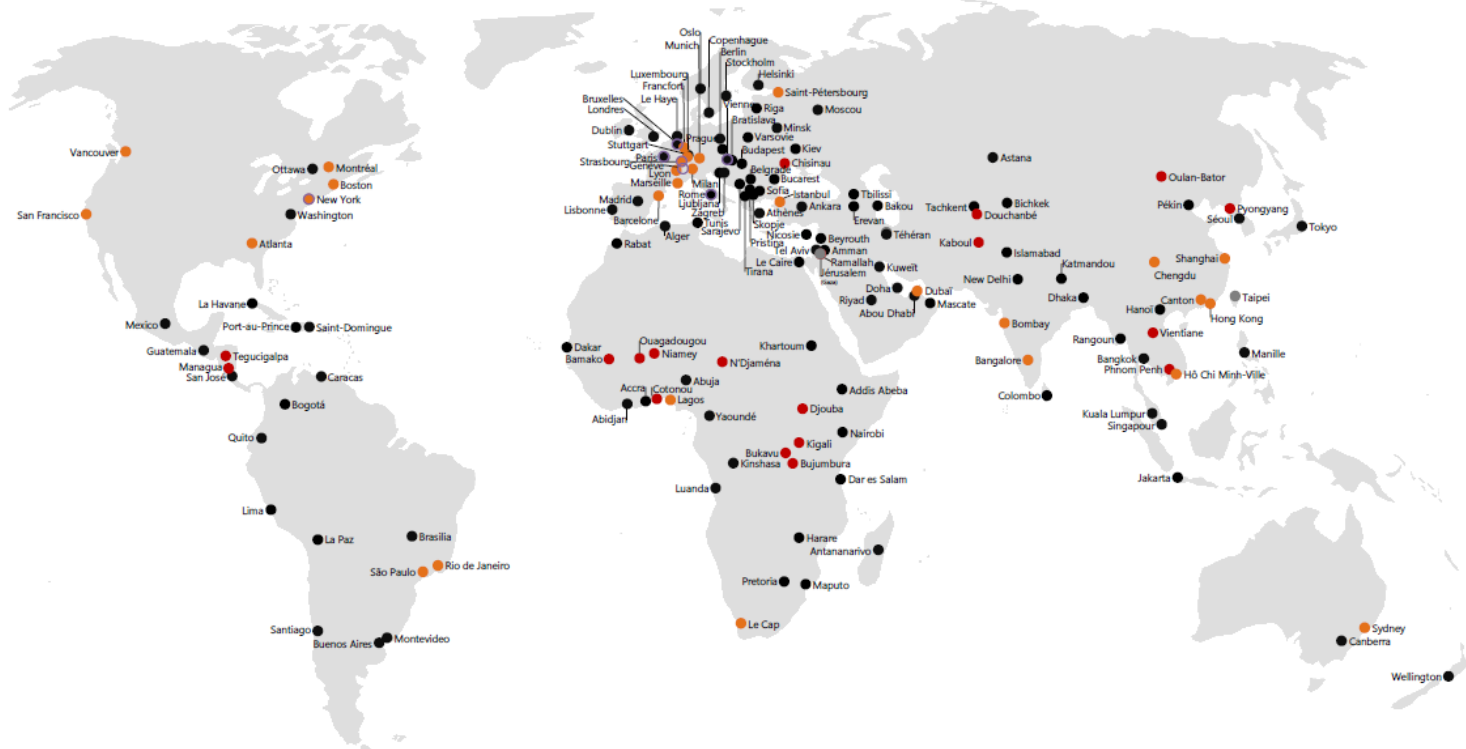 Oslo
Munich
Copenhague
Berlin
Stockholm
Luxembourg
Francfort
Le Haye
Helsinki
Bruxelles
Londres
Vienne
Saint-Pétersbourg
Riga
Moscou
Bratislava
Dublin
Prague
Minsk
Varsovie
Stuttgart
Budapest
Kiev
Vancouver
Ottawa
Montréal
Paris
Strasbourg
Genève
Chisinau
Astana
Lyon
Belgrade
Bucarest
Oulan-Bator
Boston
Marseille
Milan
Rome
Sofia
Istanbul
Tbilissi
New York
Madrid
Ljubljana
Bichkek
Pékin
Pyongyang
San Francisco
Washington
Lisbonne
Barcelone
Zagreb
Athènes
Ankara
Erevan
Bakou
Tachkent
Douchanbé
Séoul
Tunis
Skopje
Tokyo
Alger
Sarajevo
Nicosie
Beyrouth
Téhéran
Atlanta
Rabat
Pristina
Tel Aviv
Amman
Kaboul
Islamabad
Le Caire
Ramallah
Kuweït
Katmandou
Shanghai
Tirana
Jérusalem
(Gaza)
New Delhi
Chengdu
Doha
Dubaï
La Havane
Riyad
Mascate
Dhaka
Canton
Taipei
Abou Dhabi
Hanoï
Hong Kong
Mexico
Port-au-Prince
Saint-Domingue
Bombay
Vientiane
Guatemala
Tegucigalpa
Dakar
Ouagadougou
Khartoum
Rangoun
Bamako
Niamey
N'Djaména
Bangalore
Bangkok
Manille
Managua
San José
Caracas
Phnom Penh
Hô Chi Minh-Ville
Abuja
Accra
Cotonou
Addis Abeba
Colombo
Bogotá
Abidjan
Lagos
Yaoundé
Djouba
Kuala Lumpur
Singapour
Quito
Nairobi
Kigali
Bukavu
Kinshasa
Bujumbura
Luanda
Dar es Salam
Jakarta
Lima
La Paz
Brasilia
Harare
Antananarivo
São Paulo
Rio de Janeiro
Pretoria
Maputo
Santiago
Buenos Aires
Montevideo
Le Cap
Sydney
Canberra
Wellington